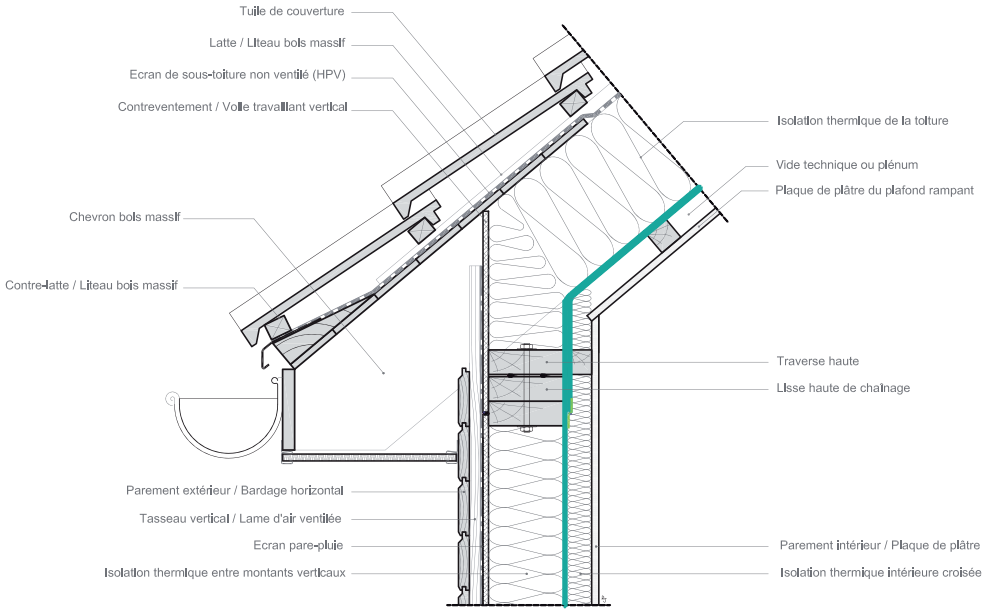 Tuile de couverture
Latte / Liteau bois massif
Ecran de sous-toiture non ventilé (HPV)
Contreventement / Voile travaillant vertical
Chevron bois massif
Contre-latte / Liteau bois massif
Parement extérieur / Bardage horizontal
Tasseau vertical / Lame d'air ventilée
Ecran pare-pluie
Isolation thermique entre montants verticaux
Isolation thermique de la toiture
Vide technique ou plénum
Plaque de plâtre du plafond rampant
Traverse haute
Lisse haute de chaînage
Parement intérieur / Plaque de plâtre
Isolation thermique intérieure croisée